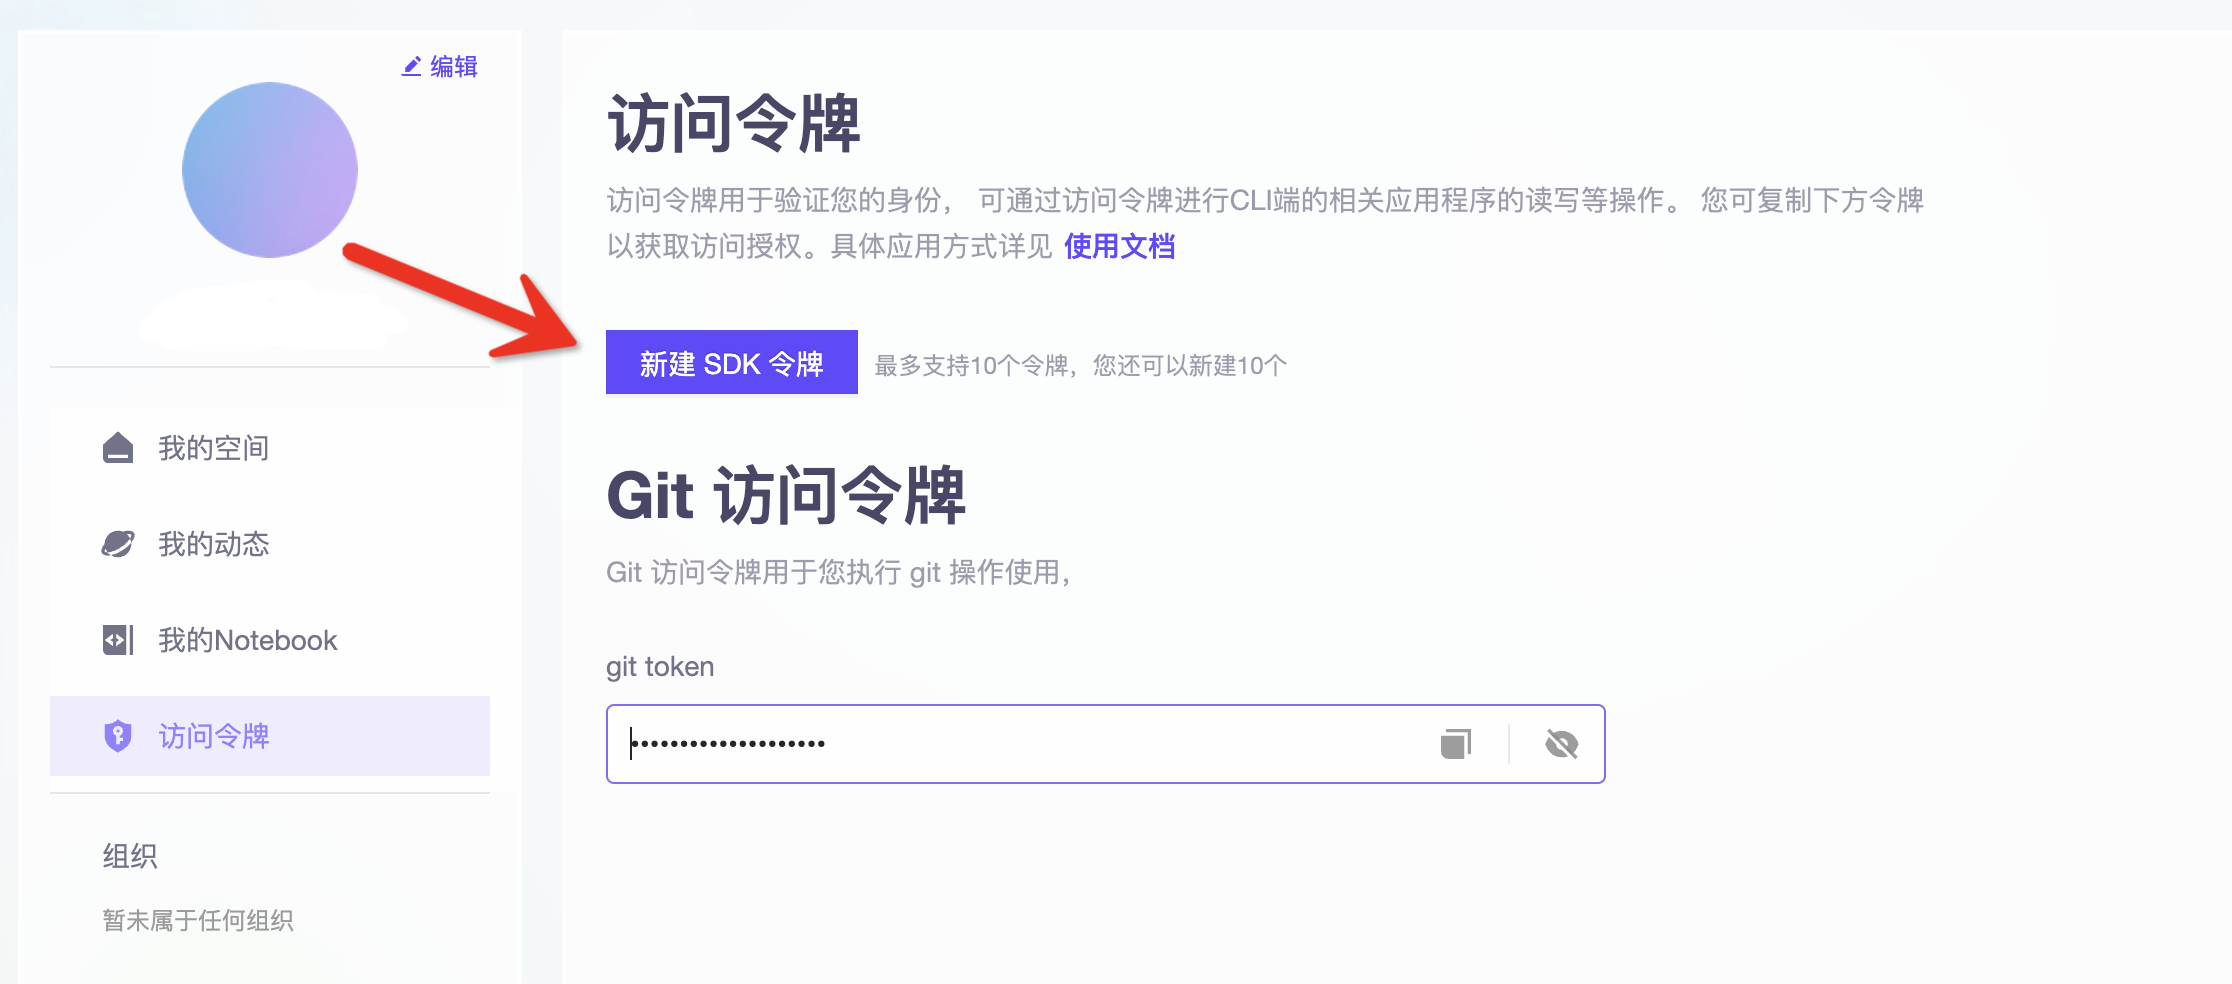 编辑
我的空间
我的动态
我的Notebook
访问令牌
组织
暂未属于任何组织
访问令牌
访问令牌用于验证您的身份， 可通过访问令牌进行CLI端的相关应用程序的读写等操作。 您可复制下方令牌
以获取访问授权。具体应用方式详见 使用文档
新建 SDK 令牌 最多支持10个令牌，您还可以新建10个
Git 访问令牌
Git 访问令牌用于您执行 git 操作使用，
git token
••••••••••••••••••••